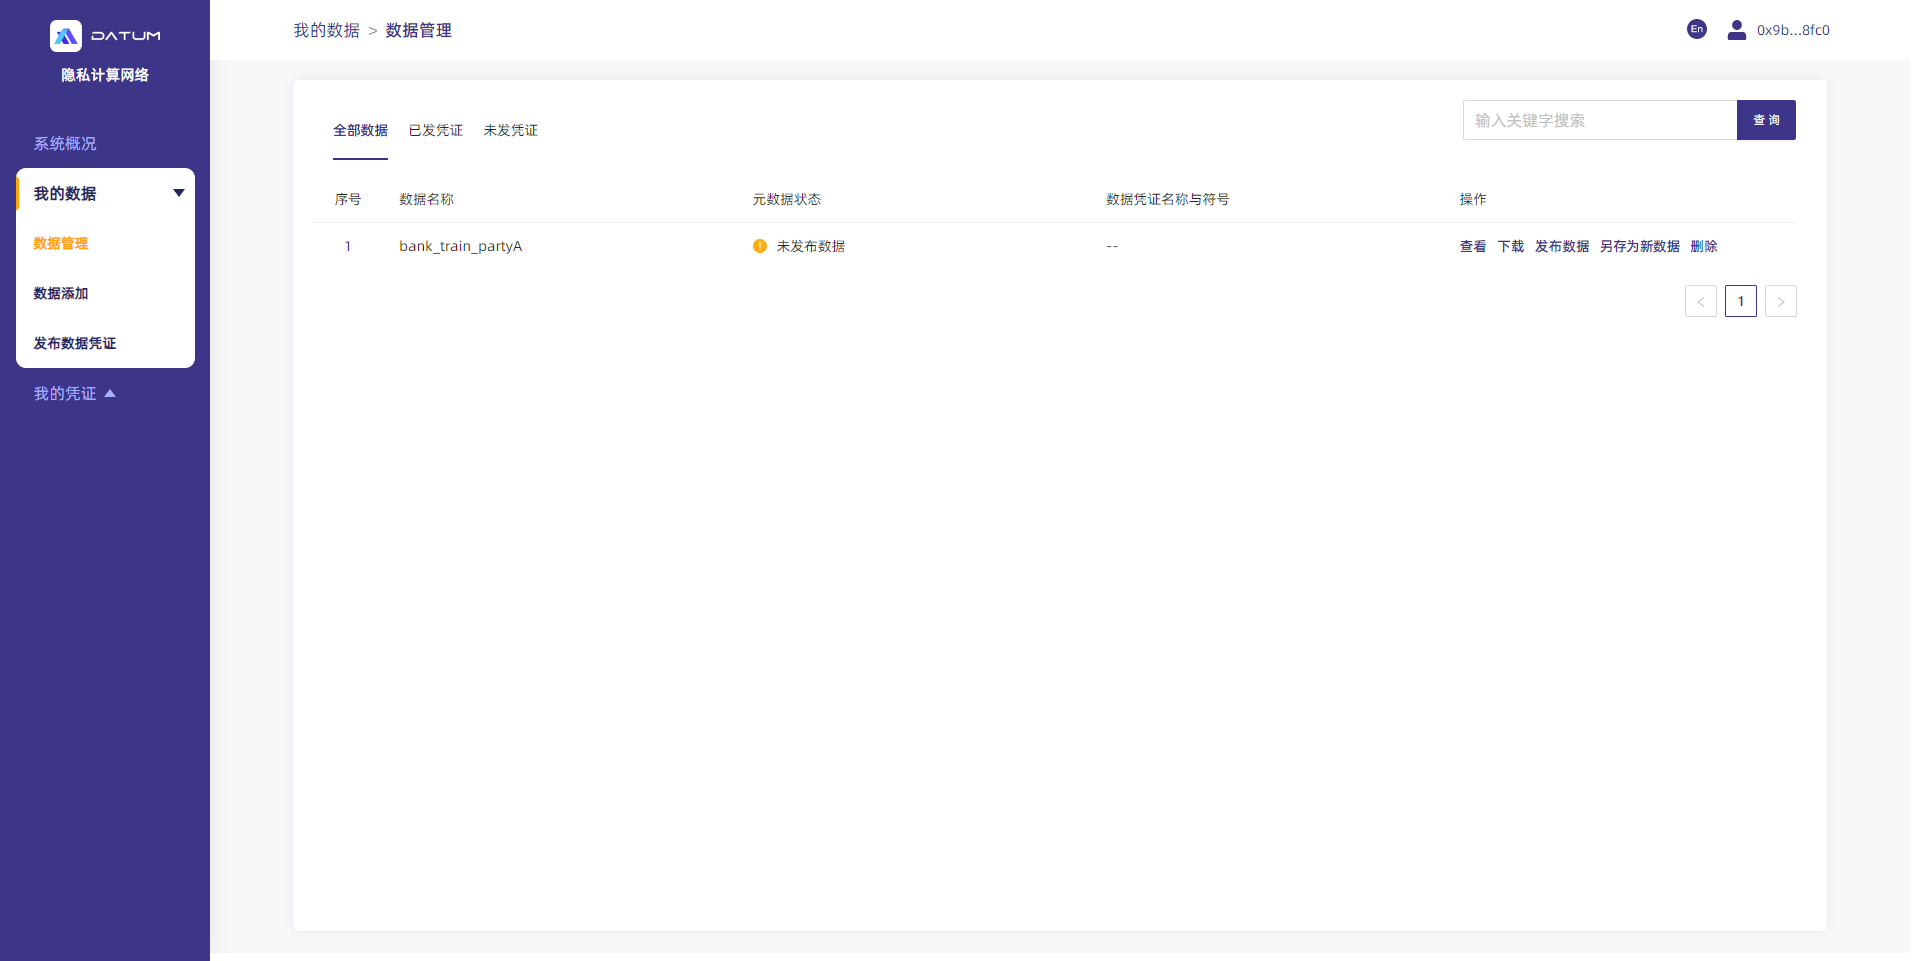 DATUM
隐私计算网络
系统概况
我的数据
数据管理
数据添加
发布数据凭证
我的凭证
我的数据 > 数据管理
En 0x9b...8fc0
全部数据 已发凭证 未发凭证
输入关键字搜索 查 询
序号 数据名称 元数据状态 数据凭证名称与符号 操作
1 bank_train_partyA 未发布数据 -- 查看 下载 发布数据 另存为新数据 删除
< 1 >